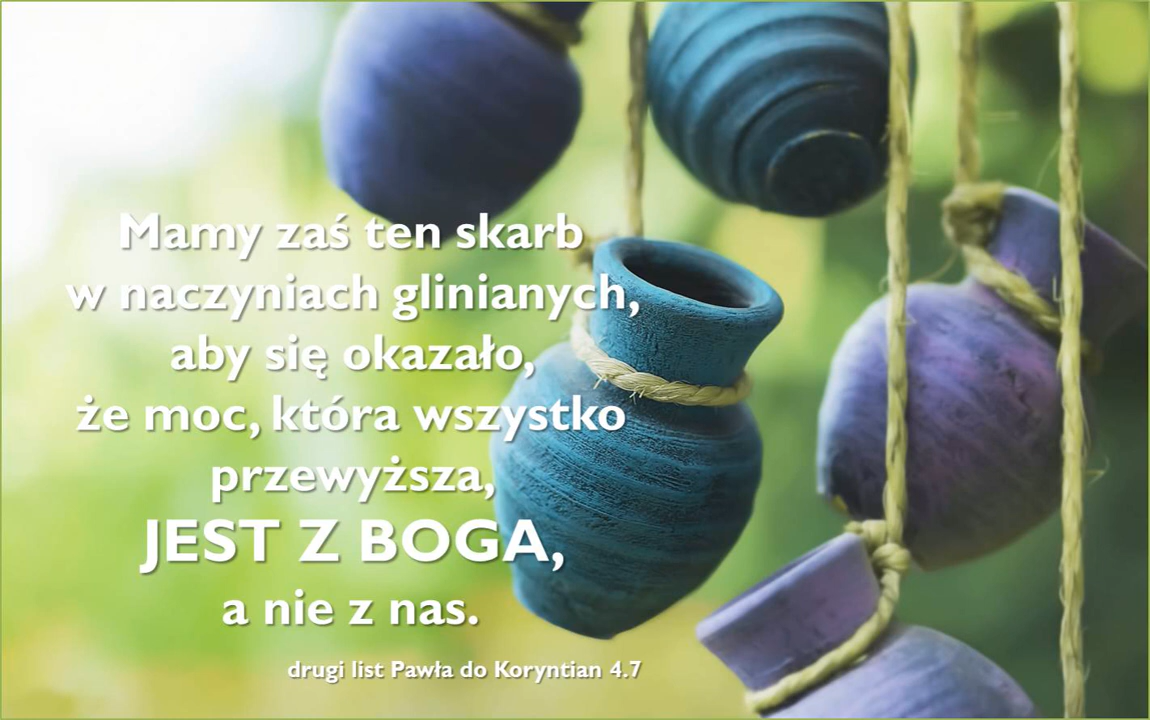 Mamy zaś ten skarb
w naczyniach glinianych,
aby się okazało,
że moc, która wszystko
przewyższa,
JEST Z BOGA,
a nie z nas.
drugi list Pawła do Koryntian 4.7